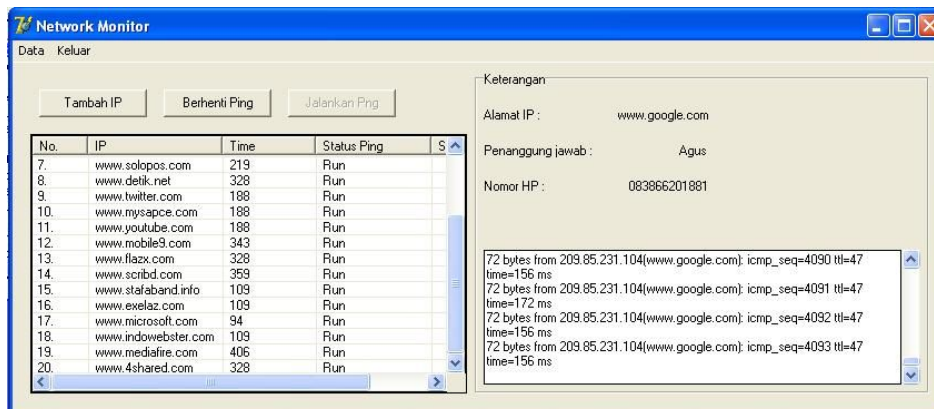 Network Monitor
Data Keluar
Tambah IP Berhenti Ping Jalankan Png
No. IP Time Status Ping S
7. www.solopos.com 219 Run
8. www.detik.net 328 Run
9. www.twitter.com 188 Run
10. www.mysapce.com 188 Run
11. www.youtube.com 188 Run
12. www.mobile9.com 343 Run
13. www.flazx.com 328 Run
14. www.scribd.com 359 Run
15. www.stafaband.info 109 Run
16. www.exelaz.com 109 Run
17. www.microsoft.com 94 Run
18. www.indowebster.com 109 Run
19. www.mediafire.com 406 Run
20. www.4shared.com 328 Run
Keterangan
Alamat IP : www.google.com
Penanggung jawab : Agus
Nomor HP : 083866201881
72 bytes from 209.85.231.104(www.google.com): icmp_seq=4090 ttl=47
time=156 ms
72 bytes from 209.85.231.104(www.google.com): icmp_seq=4091 ttl=47
time=172 ms
72 bytes from 209.85.231.104(www.google.com): icmp_seq=4092 ttl=47
time=156 ms
72 bytes from 209.85.231.104(www.google.com): icmp_seq=4093 ttl=47
time=156 ms